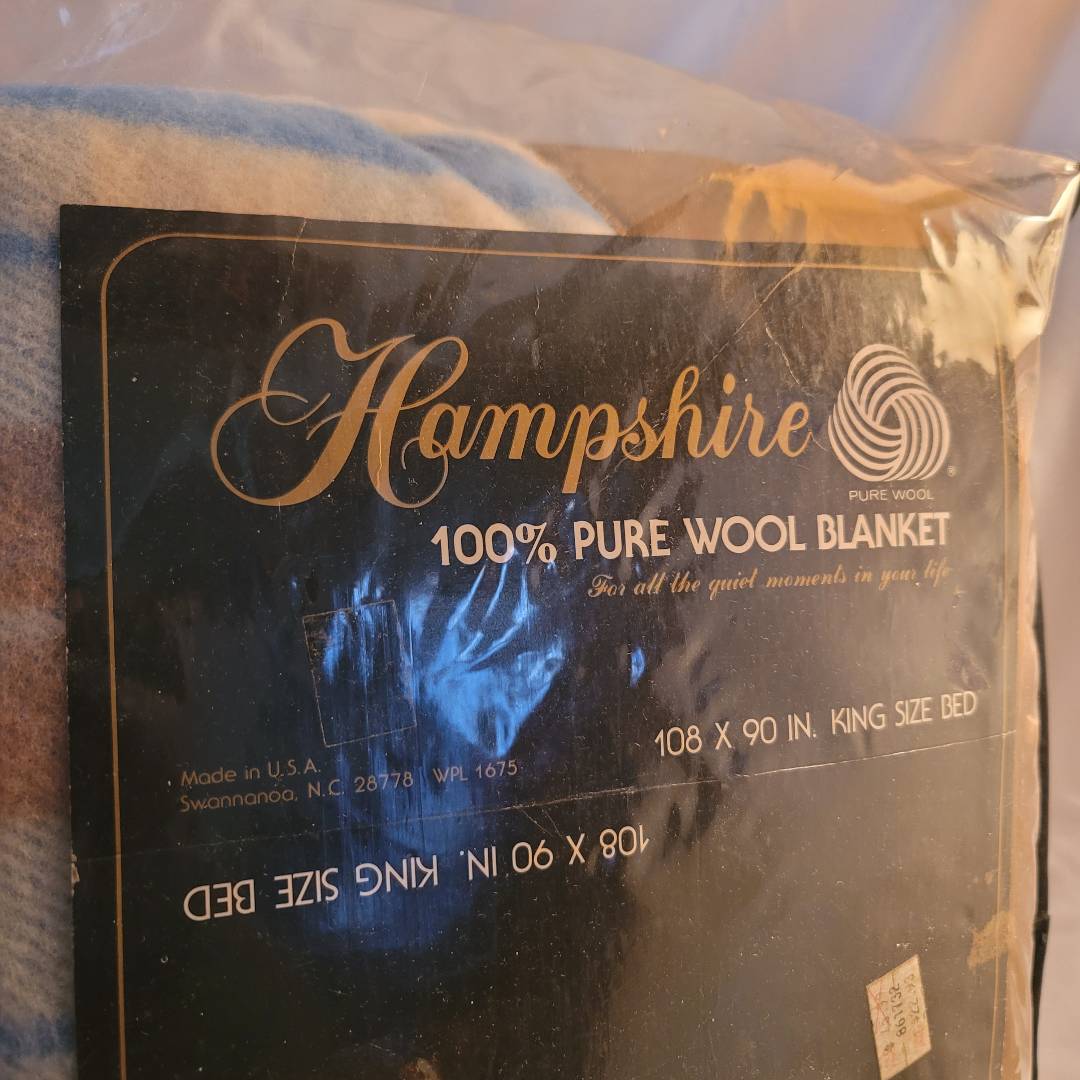 Hampshire
®
PURE WOOL
100% PURE WOOL BLANKET
For all the quiet moments in your life
108 X 90 IN. KING SIZE BED
Made in U.S.A.
Swannanoa, N.C. 28778 WPL 1675
108 X 90 IN. KING SIZE BED
861732